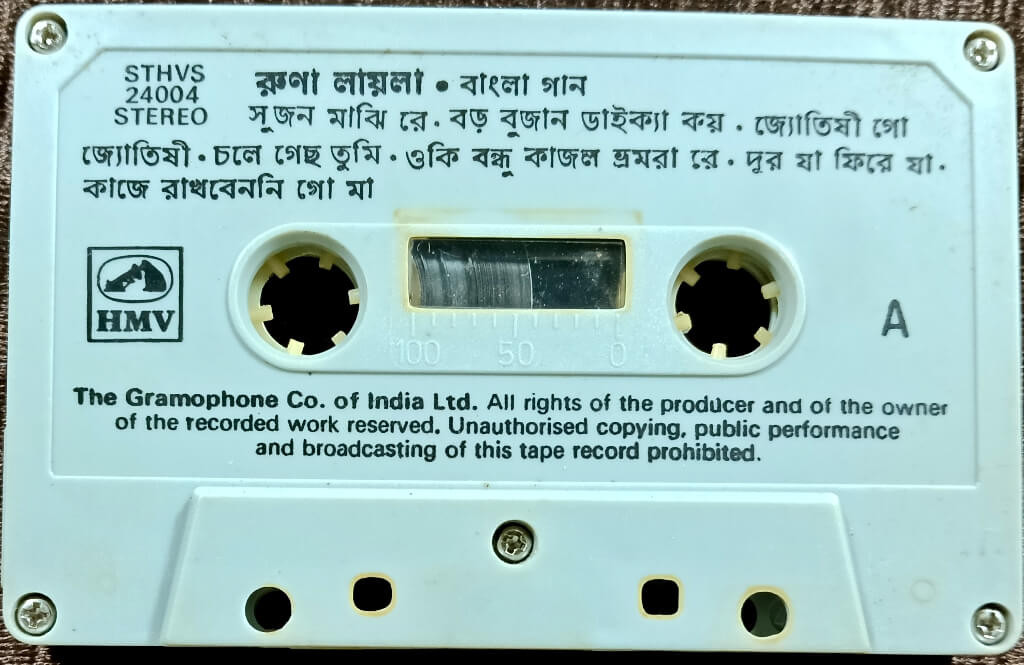 STHVS
24004
STEREO
রুণা লায়লা • বাংলা গান
সুজন মাঝি রে · বড় বুজান ডাইক্যা কয় · জ্যোতিষী গো
জ্যোতিষী · চলে গেছ তুমি · ওকি বন্ধু কাজল ভ্রমরা রে · দূর যা ফিরে যা ·
কাজে রাখবেননি গো মা
HMV
A
100 50 0
The Gramophone Co. of India Ltd. All rights of the producer and of the owner
of the recorded work reserved. Unauthorised copying, public performance
and broadcasting of this tape record prohibited.